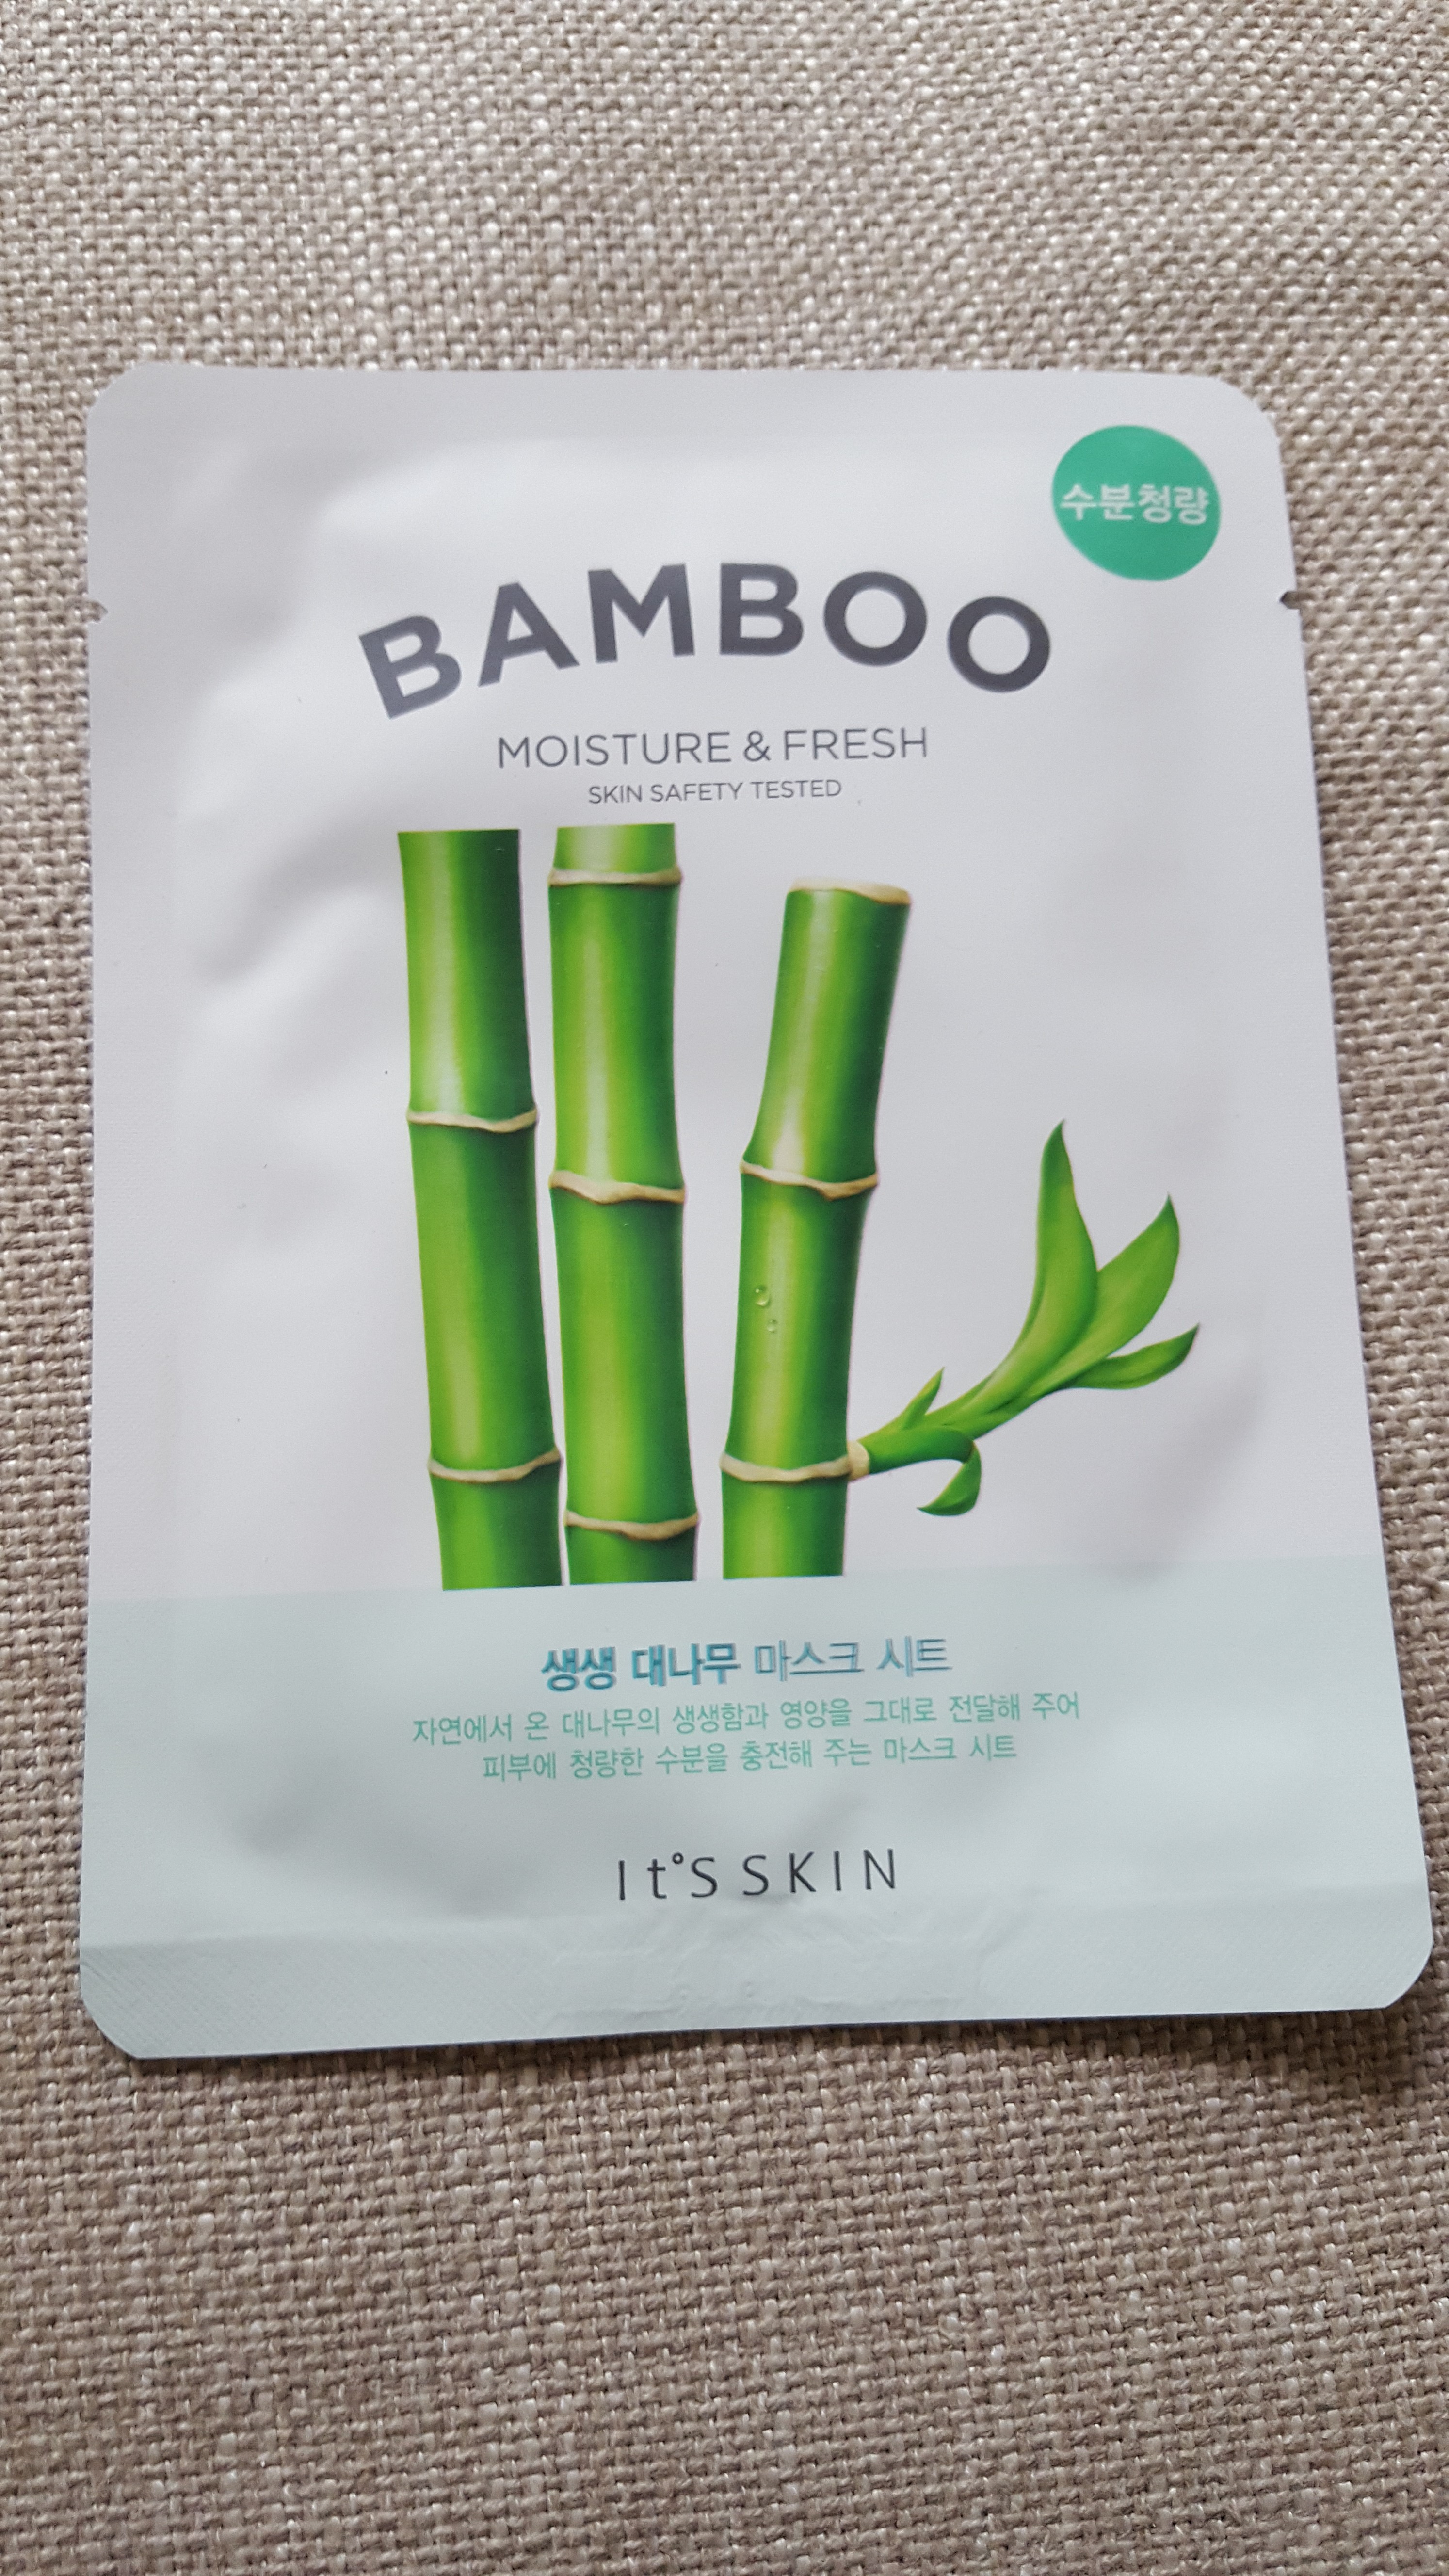 수분청량
BAMBOO
MOISTURE & FRESH
SKIN SAFETY TESTED
생생 대나무 마스크 시트
자연에서 온 대나무의 생생함과 영양을 그대로 전달해 주어
피부에 청량한 수분을 충전해 주는 마스크 시트
It'S SKIN